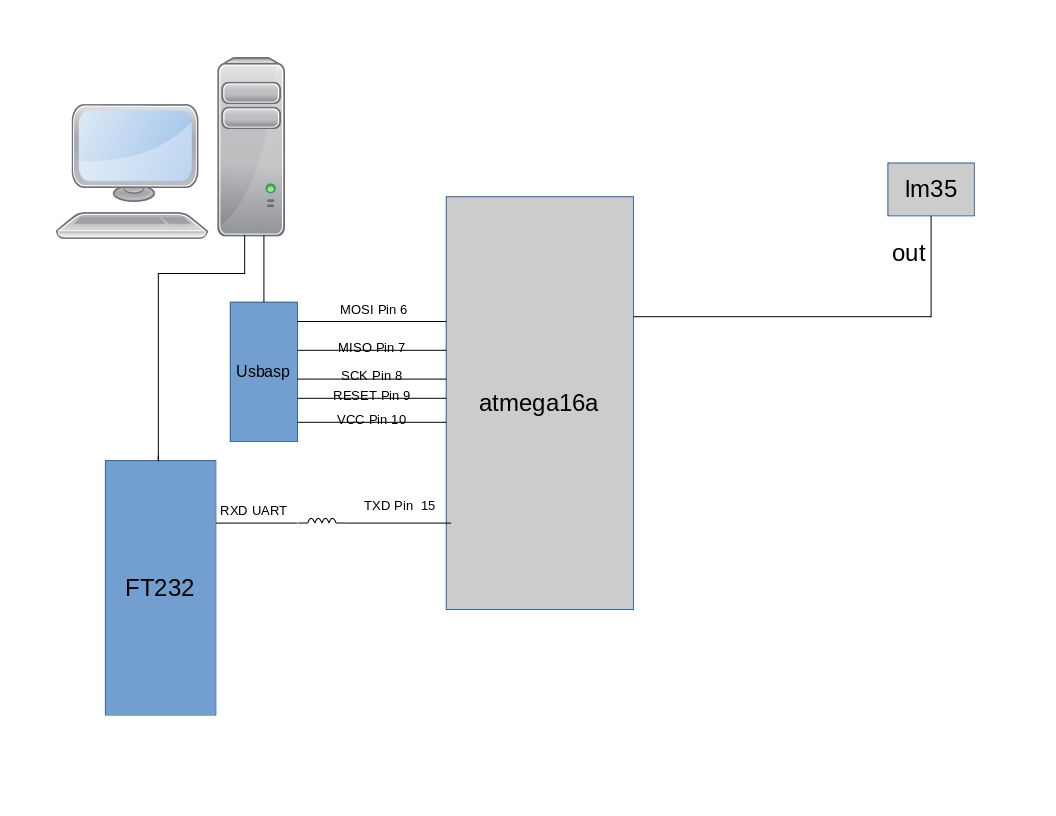 lm35
out
MOSI Pin 6
MISO Pin 7
Usbasp
SCK Pin 8
RESET Pin 9
VCC Pin 10
atmega16a
RXD UART
TXD Pin  15
FT232